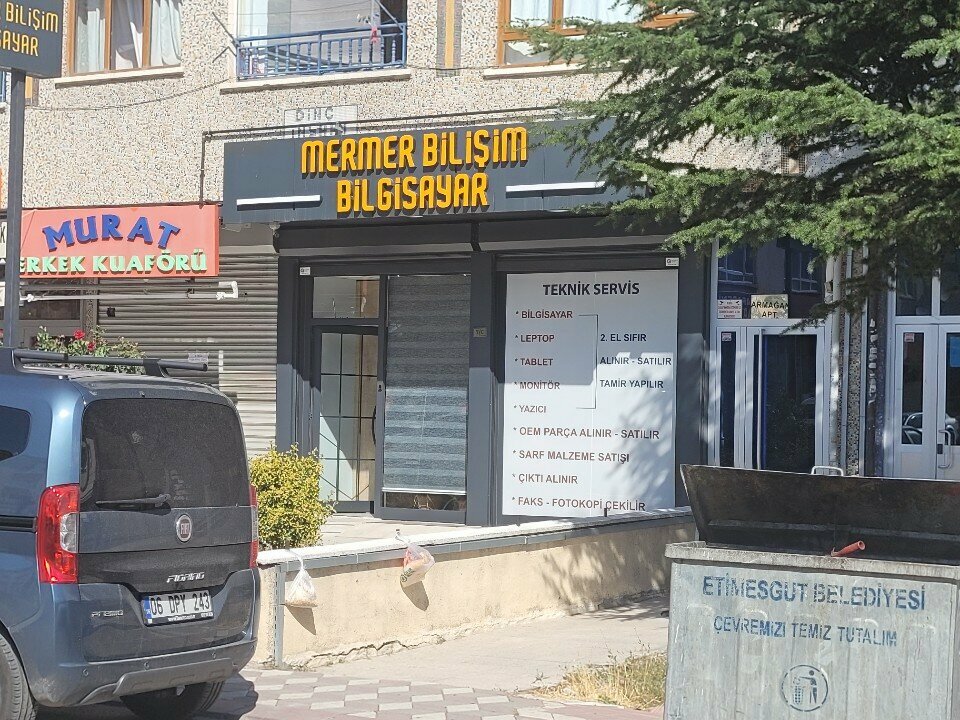 BİLİŞİM
SAYAR
DİNÇ
MERMER BİLİŞİM
BİLGİSAYAR
MURAT
ERKEK KUAFÖRÜ
TEKNİK SERVİS
* BİLGİSAYAR
* LEPTOP
* TABLET
* MONİTÖR
* YAZICI
2. EL SIFIR
ALINIR - SATILIR
TAMİR YAPILIR
* OEM PARÇA ALINIR - SATILIR
* SARF MALZEME SATIŞI
* ÇIKTI ALINIR
* FAKS - FOTOKOPİ ÇEKİLİR
ARMAĞAN
APT.
FIAT
FIORINO
06 DPY 243
ETİMESGUT BELEDİYESİ
ÇEVREMİZİ TEMİZ TUTALIM